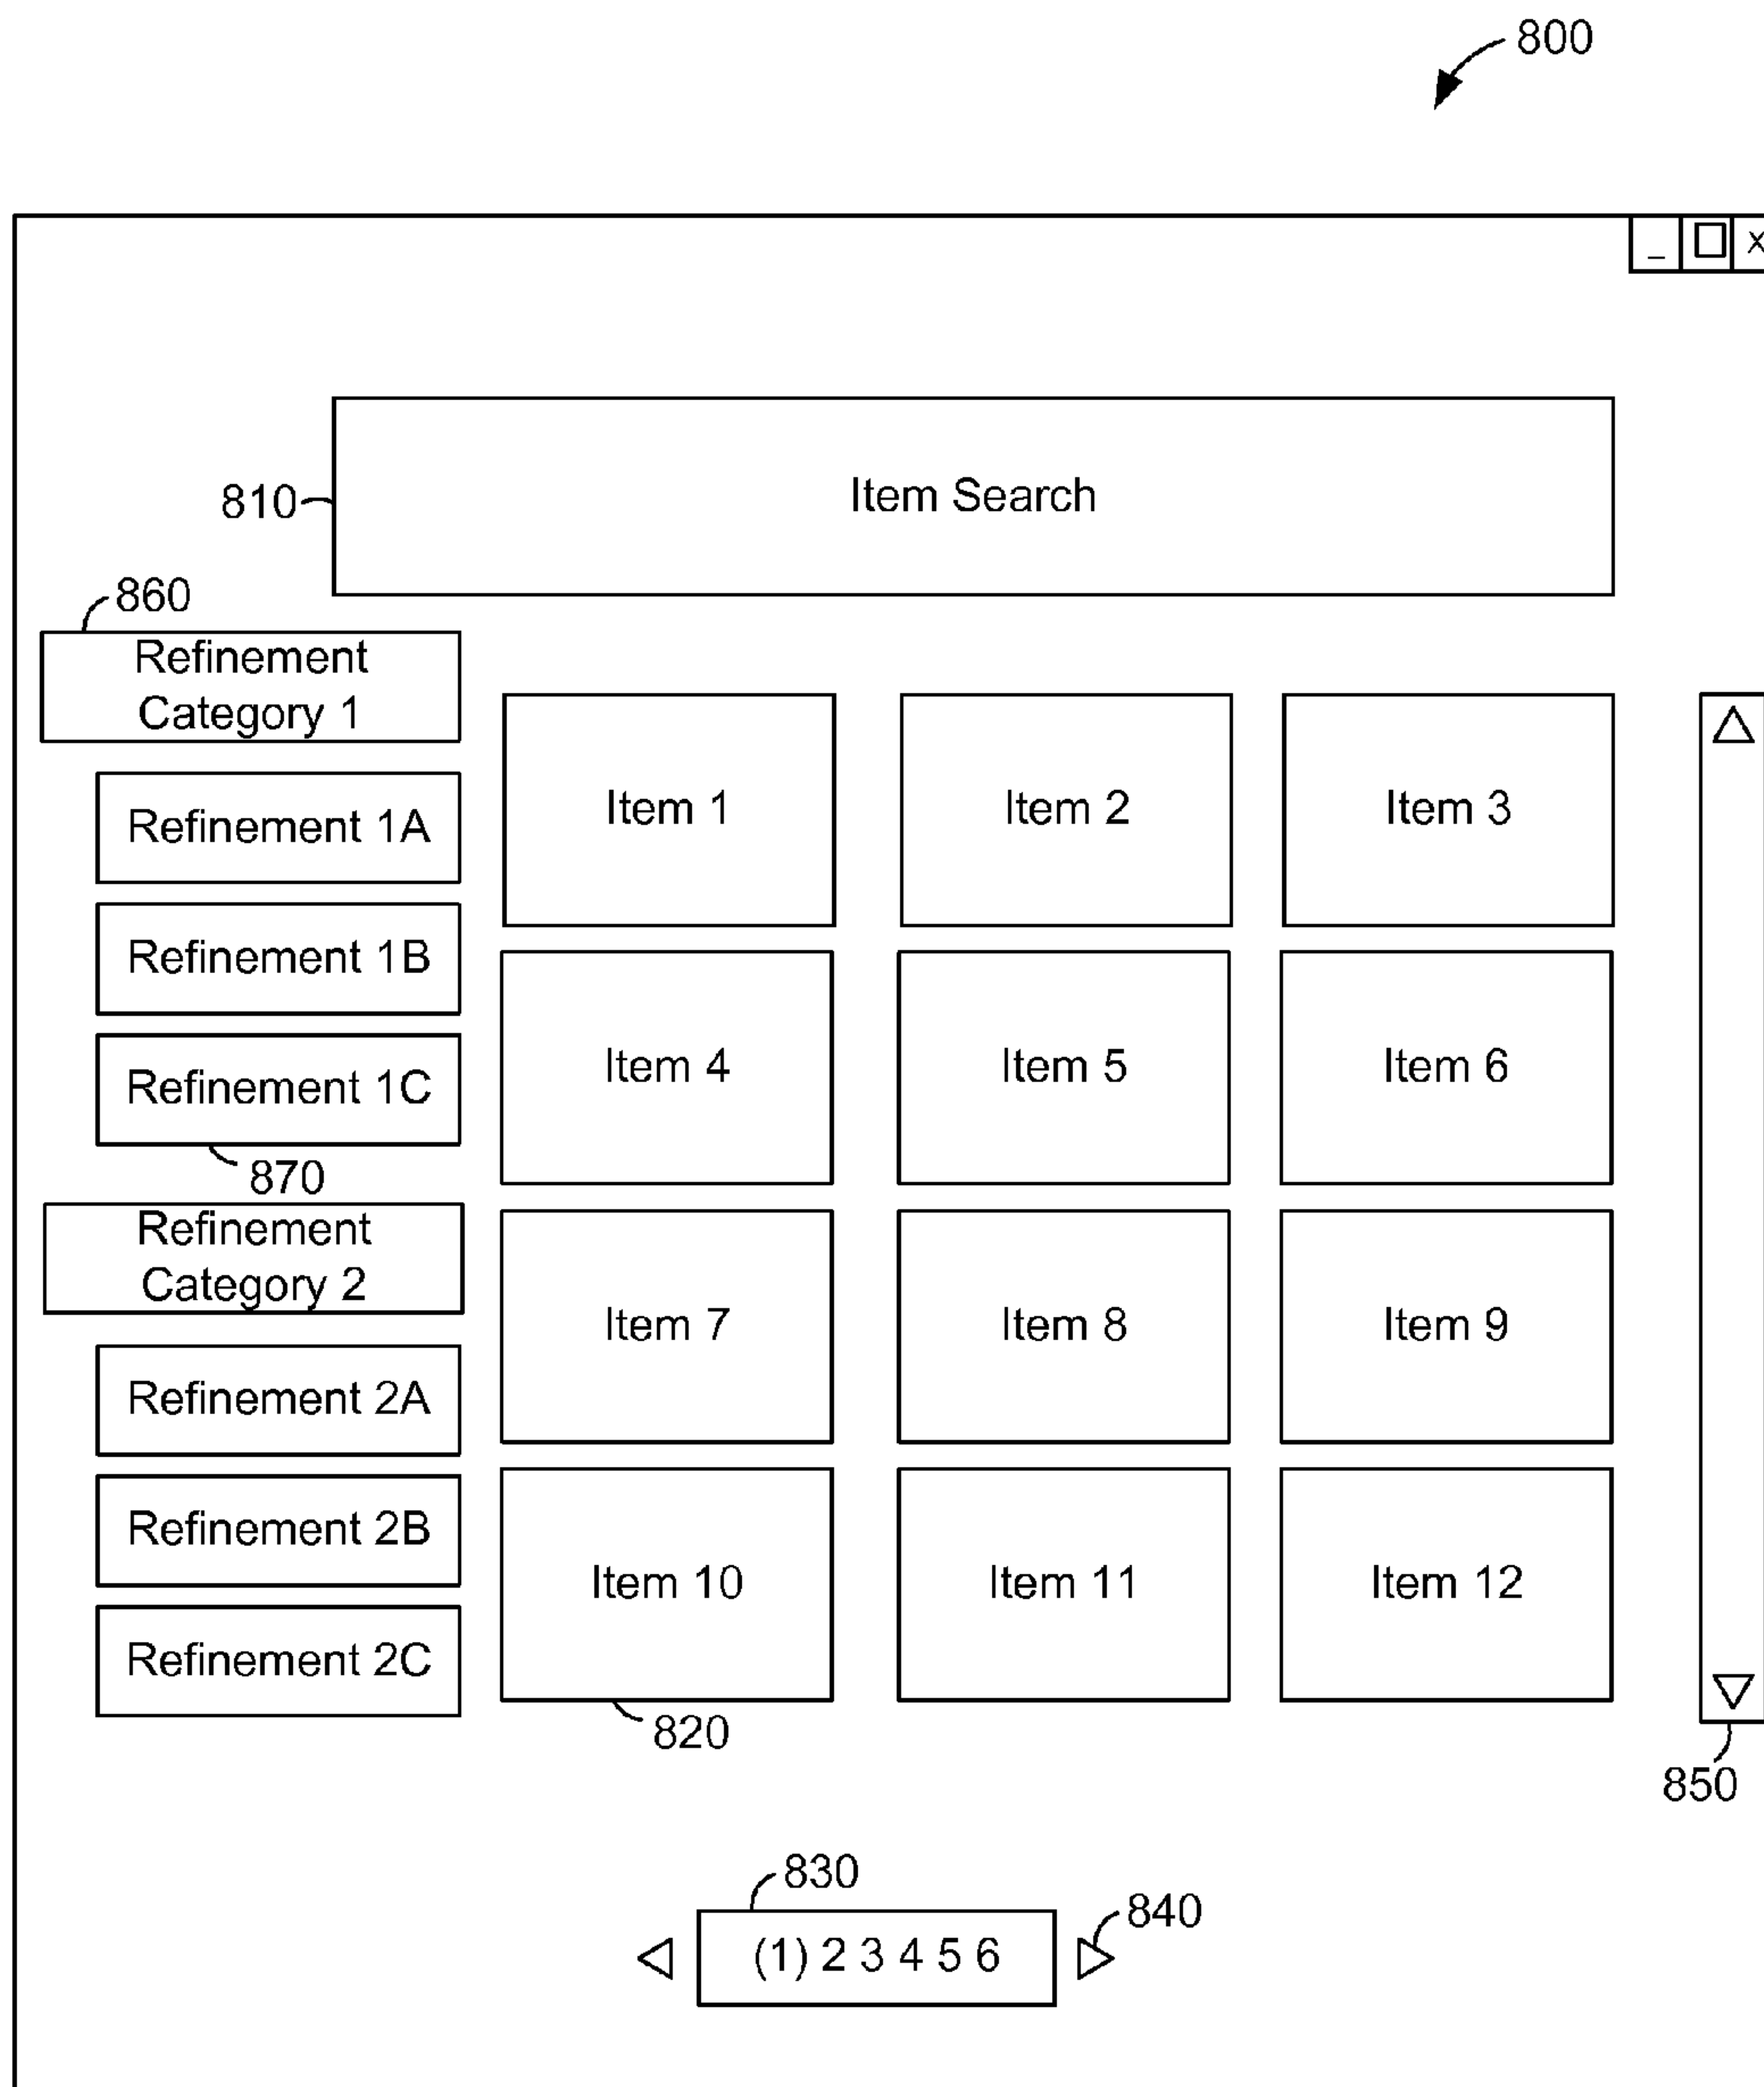 800
_ X
Item Search
810
860
Refinement
Category 1
Refinement 1A
Refinement 1B
Refinement 1C
870
Refinement
Category 2
Refinement 2A
Refinement 2B
Refinement 2C
Item 1
Item 2
Item 3
Item 4
Item 5
Item 6
Item 7
Item 8
Item 9
Item 10
Item 11
Item 12
820
850
830
840
(1) 2 3 4 5 6